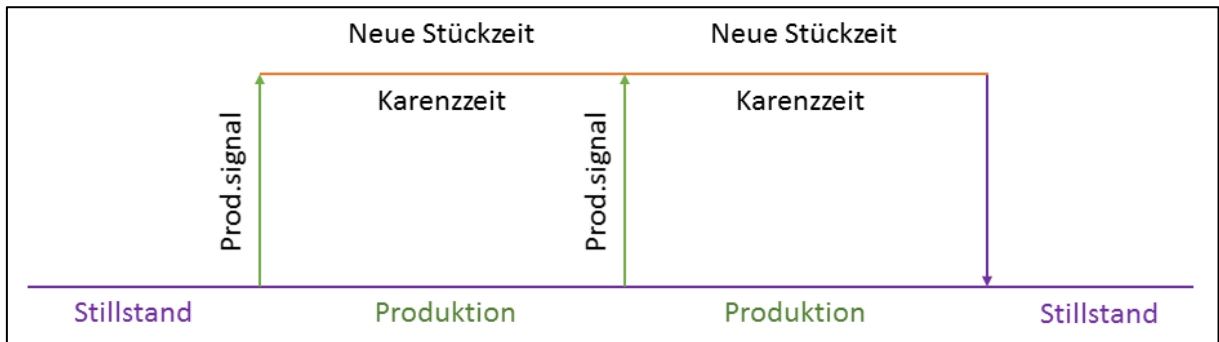 Neue Stückzeit
Neue Stückzeit
Karenzzeit
Karenzzeit
Prod.signal
Prod.signal
Stillstand
Produktion
Produktion
Stillstand